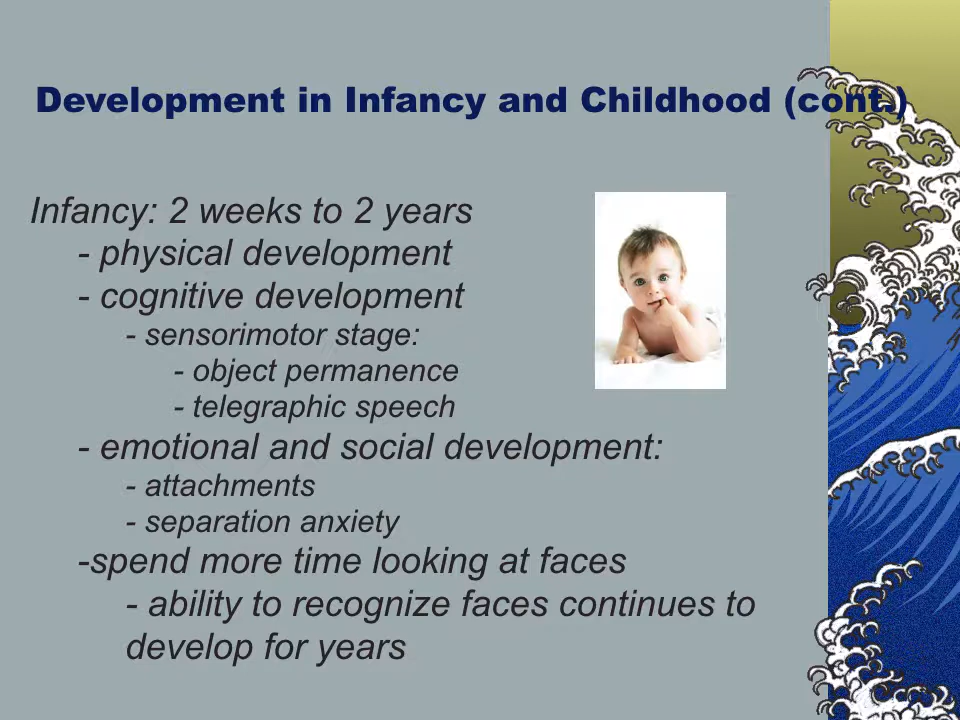 Development in Infancy and Childhood (cont.)
Infancy: 2 weeks to 2 years
- physical development
- cognitive development
- sensorimotor stage:
- object permanence
- telegraphic speech
- emotional and social development:
- attachments
- separation anxiety
-spend more time looking at faces
- ability to recognize faces continues to
develop for years